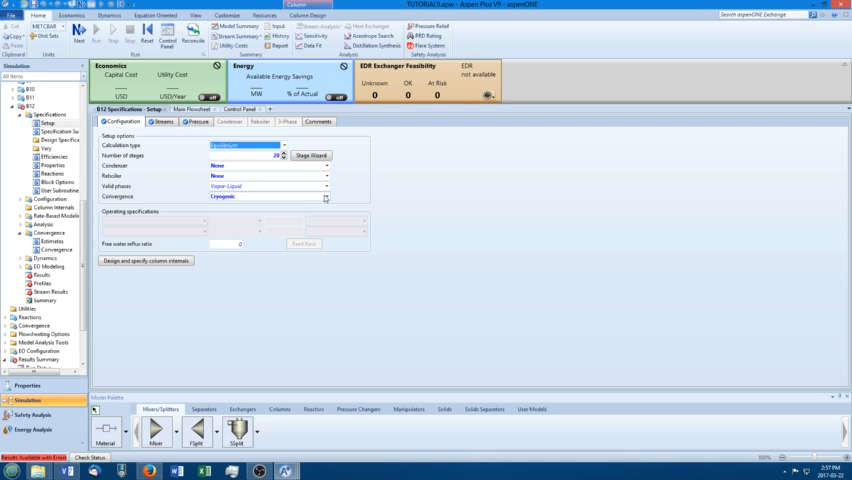 TUTORIAL5.apw - Aspen Plus V9 - aspenONE
Column
File Home Economics Dynamics Equation Oriented View Customize Resources Column Design
Search aspenONE Exchange
Cut METCBAR
Copy Unit Sets
Paste
Next Run Step Stop Reset Control Panel Reconcile
Model Summary Input Stream Analysis Heat Exchanger Pressure Relief
Stream Summary History Sensitivity Azeotrope Search PRD Rating
Utility Costs Report Data Fit Distillation Synthesis Flare System
Clipboard Units Run Summary Analysis Safety Analysis
Simulation
All Items
Economics
Capital Cost Utility Cost
USD USD/Year off
Energy
Available Energy Savings
MW % of Actual off
EDR Exchanger Feasibility
Unknown OK At Risk
0 0 0
EDR
not available
B12 Specifications - Setup Main Flowsheet Control Panel
B10
B11
B12
Specifications
Setup
Specification Su
Design Specifica
Vary
Efficiencies
Properties
Reactions
Block Options
User Subroutine
Configuration
Column Internals
Rate-Based Modelin
Analysis
Convergence
Estimates
Convergence
Dynamics
EO Modeling
Results
Profiles
Stream Results
Summary
Utilities
Reactions
Convergence
Flowsheeting Options
Model Analysis Tools
EO Configuration
Results Summary
Properties
Simulation
Safety Analysis
Energy Analysis
Configuration Streams Pressure Condenser Reboiler 3-Phase Comments
Setup options
Calculation type Equilibrium
Number of stages 20 Stage Wizard
Condenser None
Reboiler None
Valid phases Vapor-Liquid
Convergence Cryogenic
Operating specifications
Free water reflux ratio 0 Feed Basis
Design and specify column internals
Model Palette
Mixers/Splitters Separators Exchangers Columns Reactors Pressure Changers Manipulators Solids Solids Separators User Models
Material Mixer FSplit SSplit
Results Available with Errors Check Status
100%
2:57 PM
2017-03-22